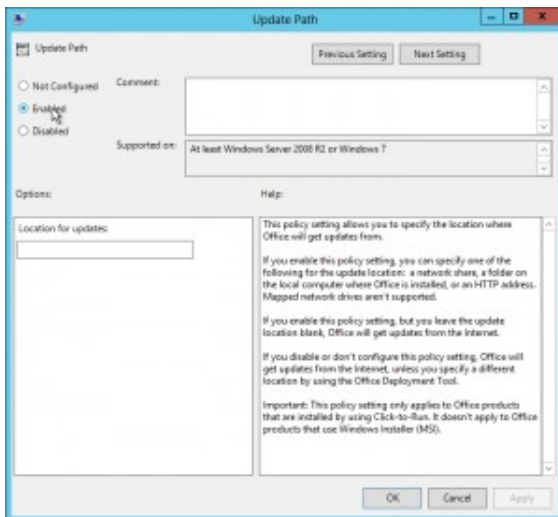 Update Path
Update Path
Previous Setting
Next Setting
Not Configured
Comment:
Enabled
Disabled
Supported on:
At least Windows Server 2008 R2 or Windows 7
Options:
Help:
Location for updates
This policy setting allows you to specify the location where
Office will get updates from.
If you enable this policy setting, you can specify one of the
following for the update location: a network share, a folder on
the local computer where Office is installed, or an HTTP address.
Mapped network drives aren't supported.
If you enable this policy setting, but you leave the update
location blank, Office will get updates from the Internet.
If you disable or don't configure this policy setting, Office will
get updates from the Internet, unless you specify a different
location by using the Office Deployment Tool.
Important: This policy setting only applies to Office products
that are installed by using Click-to-Run. It doesn't apply to Office
products that use Windows Installer (MSI).
OK
Cancel
Apply